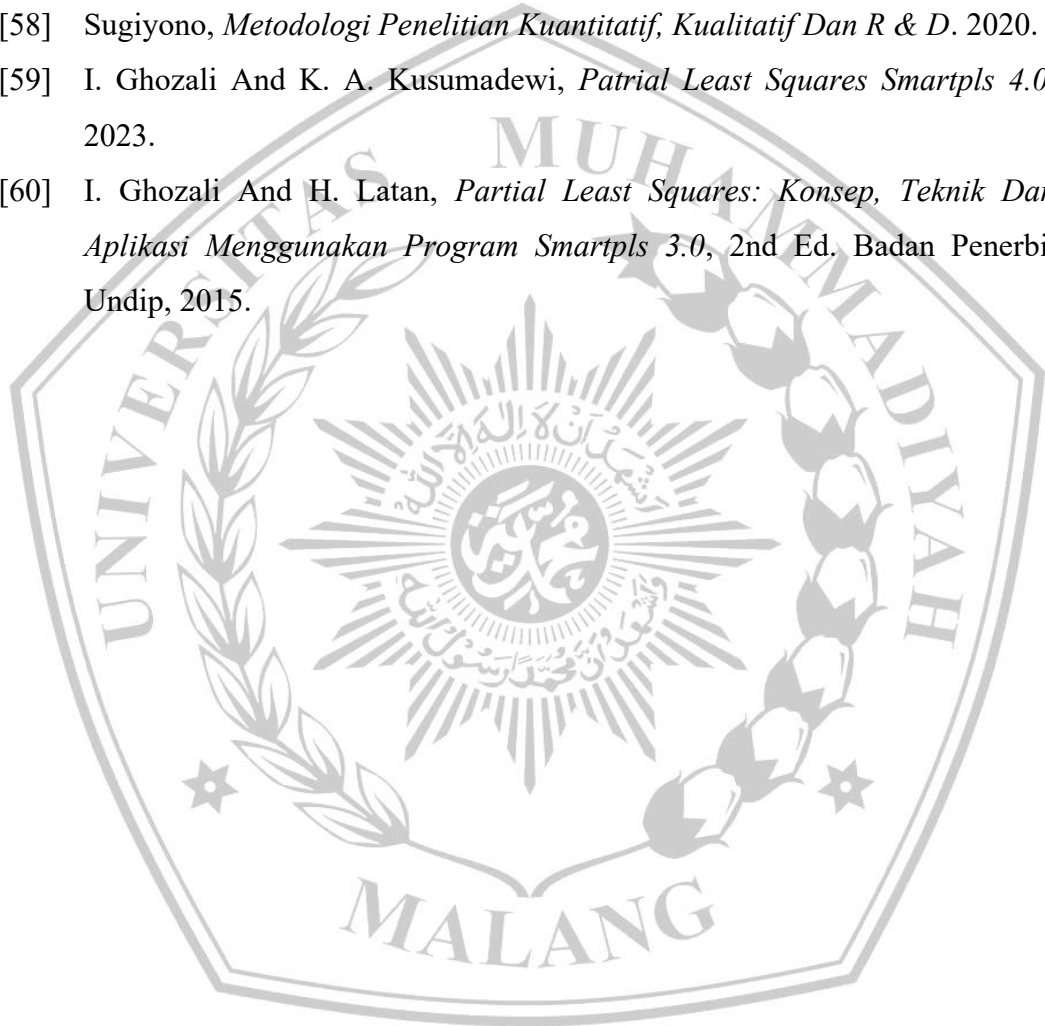 [58] Sugiyono, Metodologi Penelitian Kuantitatif, Kualitatif Dan R & D. 2020.
[59] I. Ghozali And K. A. Kusumadewi, Patrial Least Squares Smartpls 4.0
2023.
[60] I. Ghozali And H. Latan, Partial Least Squares: Konsep, Teknik Dan
Aplikasi Menggunakan Program Smartpls 3.0, 2nd Ed. Badan Penerbi
Undip, 2015.
UNIVERSITAS MUHAMMADIYAH
MALANG